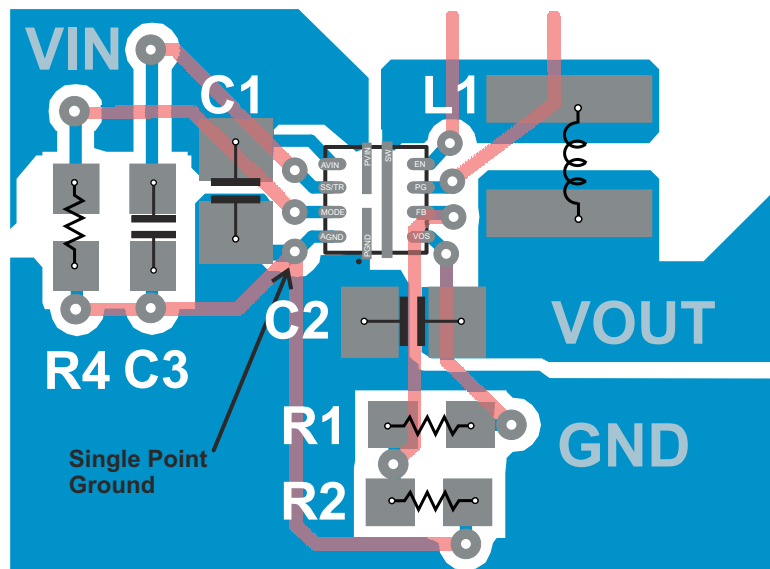 VIN
C1
L1
AVIN
PVIN
SW
EN
SS/TR
PG
MODE
FB
AGND
PGND
VOS
C2
VOUT
R4 C3
R1
GND
Single Point
Ground
R2